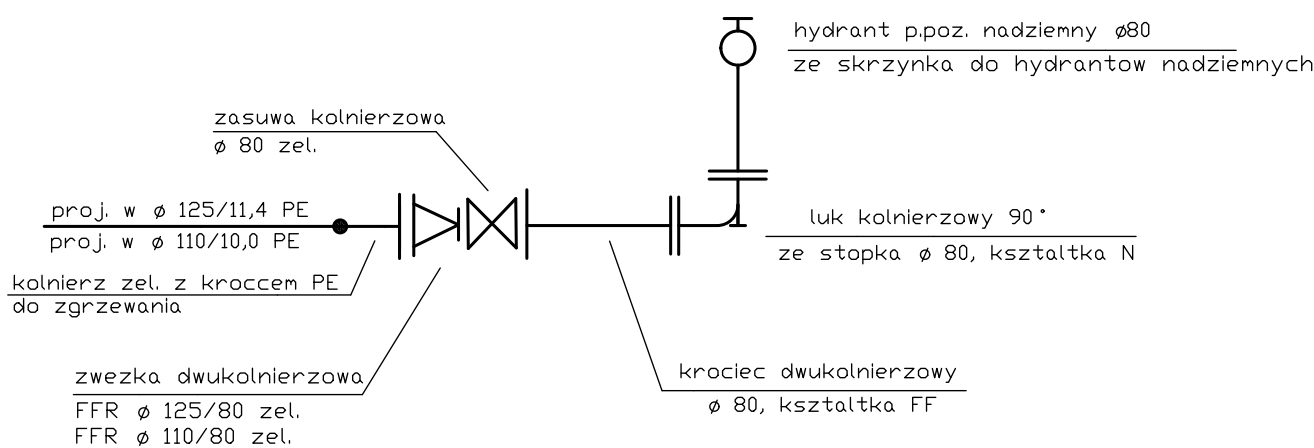 hydrant p.poz. nadziemny ø80
ze skrzynka do hydrantow nadziemnych
zasuwa kolnierzowa
ø 80 zel.
proj. w ø 125/11,4 PE
proj. w ø 110/10,0 PE
luk kolnierzowy 90°
ze stopka ø 80, ksztaltka N
kolnierz zel. z kroccem PE
do zgrzewania
zwezka dwukolnierzowa
FFR ø 125/80 zel.
FFR ø 110/80 zel.
krociec dwukolnierzowy
ø 80, ksztaltka FF